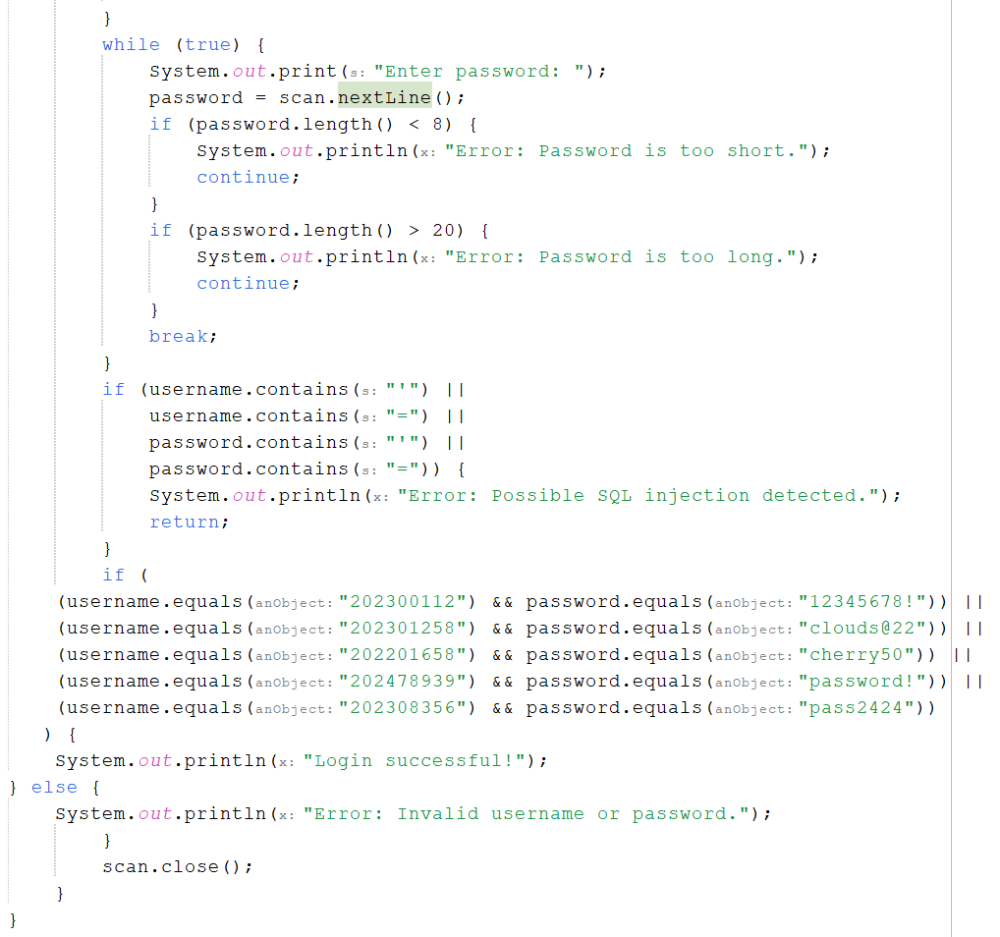 }
while (true) {
System.out.print(s: "Enter password: ");
password = scan.nextLine();
if (password.length() < 8) {
System.out.println(x: "Error: Password is too short.");
continue;
}
if (password.length() > 20) {
System.out.println(x: "Error: Password is too long.");
continue;
}
break;
}
if (username.contains(s: "'") ||
username.contains(s: "=") ||
password.contains(s: "'") ||
password.contains(s: "=")) {
System.out.println(x: "Error: Possible SQL injection detected.");
return;
}
if (
(username.equals(anObject: "202300112") && password.equals(anObject: "12345678!")) ||
(username.equals(anObject: "202301258") && password.equals(anObject: "clouds@22")) ||
(username.equals(anObject: "202201658") && password.equals(anObject: "cherry50")) ||
(username.equals(anObject: "202478939") && password.equals(anObject: "password!")) ||
(username.equals(anObject: "202308356") && password.equals(anObject: "pass2424"))
) {
System.out.println(x: "Login successful!");
} else {
System.out.println(x: "Error: Invalid username or password.");
}
scan.close();
}
}